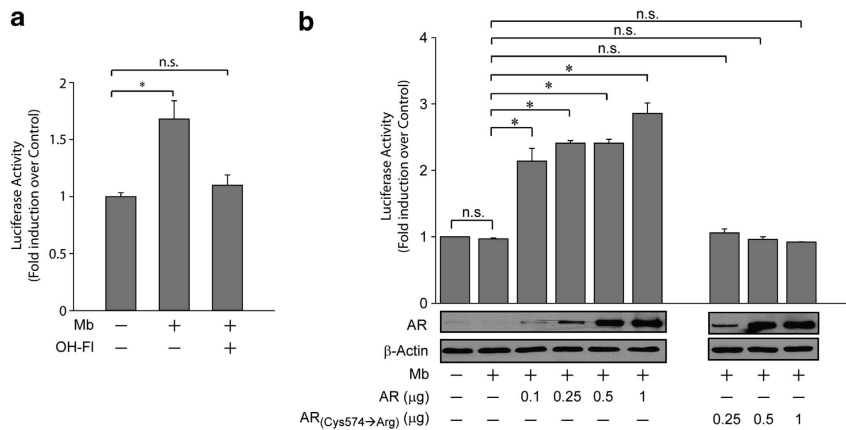 a
n.s.
*
2
1.5
1
0.5
0
Luciferase Activity
(Fold induction over Control)
Mb − + +
OH-Fl − − +
b
n.s.
n.s.
n.s.
*
*
*
*
n.s.
4
3
2
1
0
Luciferase Activity
(Fold induction over Control)
AR
β-Actin
Mb − + + + + + + + +
AR (µg) − − 0.1 0.25 0.5 1
AR(Cys574→Arg) (µg) − − 0.25 0.5 1